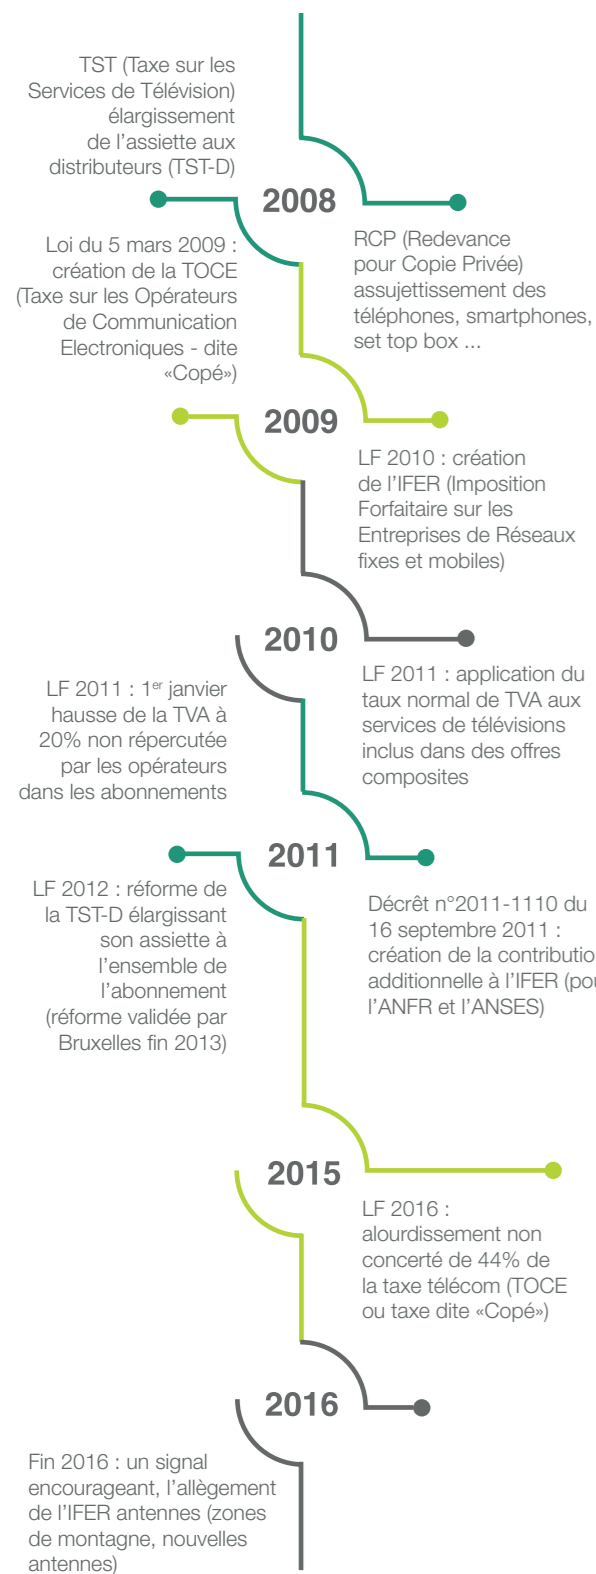 TST (Taxe sur les
Services de Télévision)
élargissement
de l’assiette aux
distributeurs (TST-D)
2008
RCP (Redevance
pour Copie Privée)
assujettissement des
téléphones, smartphones,
set top box ...
Loi du 5 mars 2009 :
création de la TOCE
(Taxe sur les Opérateurs
de Communication
Electroniques - dite
«Copé»)
2009
LF 2010 : création
de l’IFER (Imposition
Forfaitaire sur les
Entreprises de Réseaux
fixes et mobiles)
2010
LF 2011 : application du
taux normal de TVA aux
services de télévisions
inclus dans des offres
composites
LF 2011 : 1er janvier
hausse de la TVA à
20% non répercutée
par les opérateurs
dans les abonnements
2011
Décrêt n°2011-1110 du
16 septembre 2011 :
création de la contribution
additionnelle à l’IFER (pou
l’ANFR et l’ANSES)
LF 2012 : réforme de
la TST-D élargissant
son assiette à
l’ensemble de
l’abonnement
(réforme validée par
Bruxelles fin 2013)
2015
LF 2016 :
alourdissement non
concerté de 44% de
la taxe télécom (TOCE
ou taxe dite «Copé»)
2016
Fin 2016 : un signal
encourageant, l’allègement
de l’IFER antennes (zones
de montagne, nouvelles
antennes)